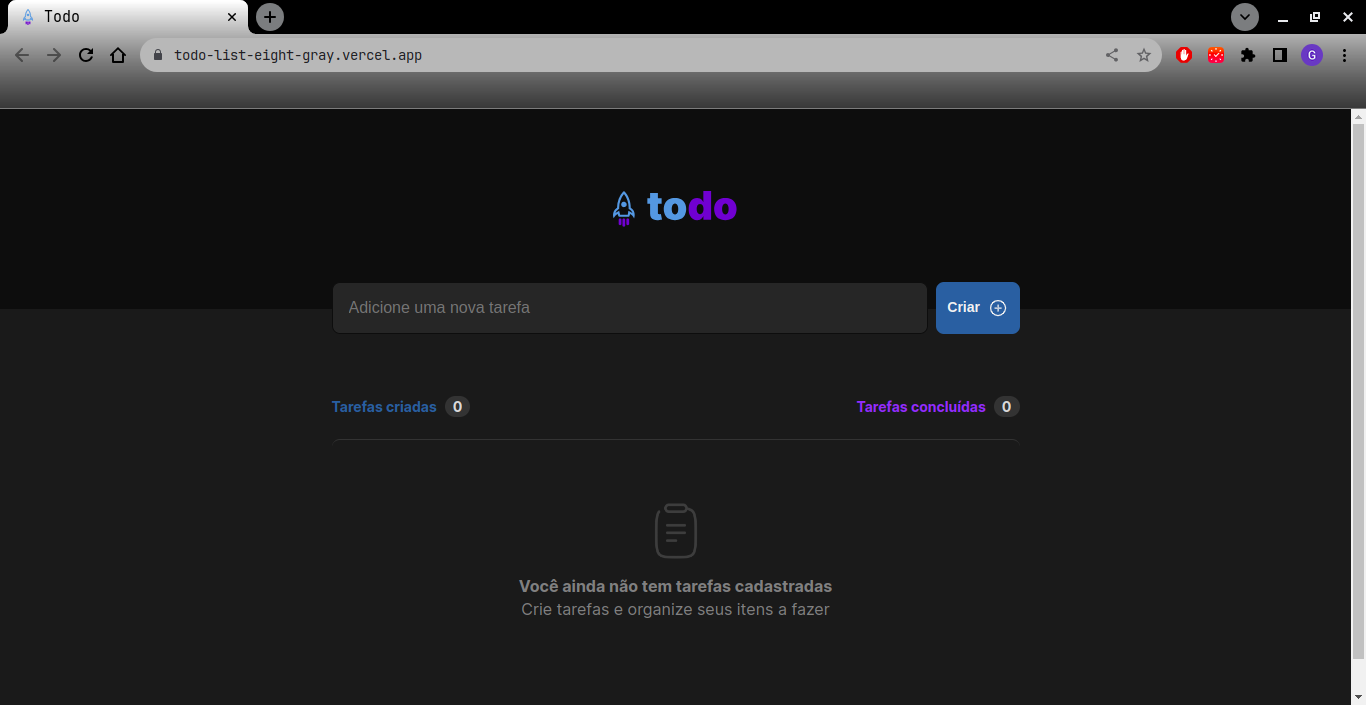 Todo
todo-list-eight-gray.vercel.app
G
todo
Adicione uma nova tarefa
Criar
Tarefas criadas 0
Tarefas concluídas 0
Você ainda não tem tarefas cadastradas
Crie tarefas e organize seus itens a fazer